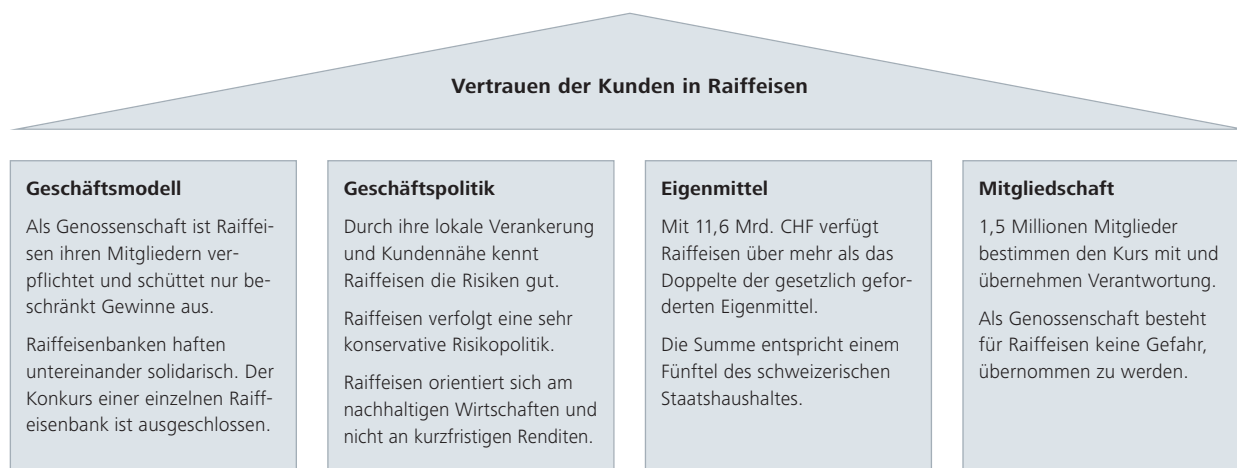 Vertrauen der Kunden in Raiffeisen
Geschäftsmodell
Als Genossenschaft ist Raiffei-
sen ihren Mitgliedern ver-
pflichtet und schüttet nur be-
schränkt Gewinne aus.
Raiffeisenbanken haften
untereinander solidarisch. Der
Konkurs einer einzelnen Raiff-
eisenbank ist ausgeschlossen.
Geschäftspolitik
Durch ihre lokale Verankerung
und Kundennähe kennt
Raiffeisen die Risiken gut.
Raiffeisen verfolgt eine sehr
konservative Risikopolitik.
Raiffeisen orientiert sich am
nachhaltigen Wirtschaften und
nicht an kurzfristigen Renditen.
Eigenmittel
Mit 11,6 Mrd. CHF verfügt
Raiffeisen über mehr als das
Doppelte der gesetzlich gefor-
derten Eigenmittel.
Die Summe entspricht einem
Fünftel des schweizerischen
Staatshaushaltes.
Mitgliedschaft
1,5 Millionen Mitglieder
bestimmen den Kurs mit und
übernehmen Verantwortung.
Als Genossenschaft besteht
für Raiffeisen keine Gefahr,
übernommen zu werden.